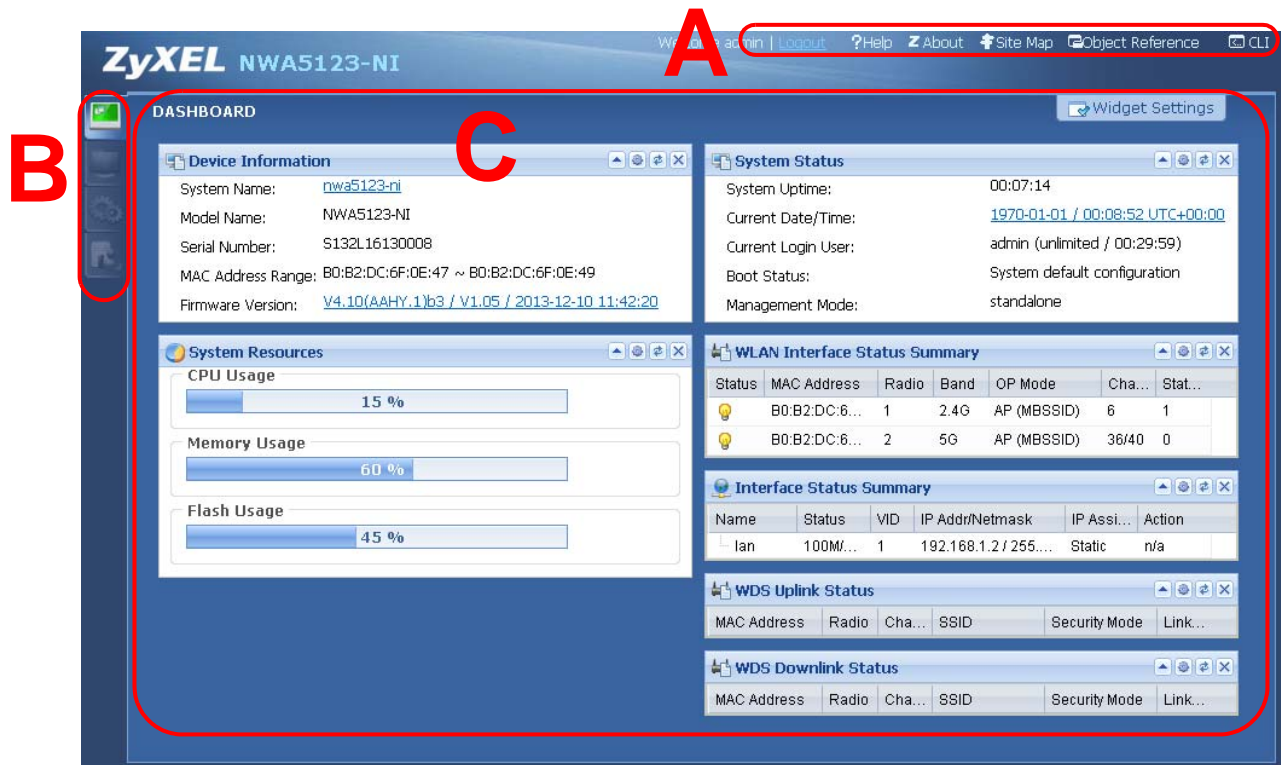 A
Welcome admin | Logout ?Help Z About Site Map Object Reference CLI
ZyXEL NWA5123-NI
B
C
DASHBOARD
Widget Settings
Device Information
System Name: nwa5123-ni
Model Name: NWA5123-NI
Serial Number: S132L16130008
MAC Address Range: B0:B2:DC:6F:0E:47 ~ B0:B2:DC:6F:0E:49
Firmware Version: V4.10(AAHY.1)b3 / V1.05 / 2013-12-10 11:42:20
System Status
System Uptime: 00:07:14
Current Date/Time: 1970-01-01 / 00:08:52 UTC+00:00
Current Login User: admin (unlimited / 00:29:59)
Boot Status: System default configuration
Management Mode: standalone
System Resources
CPU Usage
15 %
Memory Usage
60 %
Flash Usage
45 %
WLAN Interface Status Summary
Status MAC Address Radio Band OP Mode Cha... Stat...
B0:B2:DC:6... 1 2.4G AP (MBSSID) 6 1
B0:B2:DC:6... 2 5G AP (MBSSID) 36/40 0
Interface Status Summary
Name Status VID IP Addr/Netmask IP Assi... Action
lan 100M/... 1 192.168.1.2 / 255.... Static n/a
WDS Uplink Status
MAC Address Radio Cha... SSID Security Mode Link...
WDS Downlink Status
MAC Address Radio Cha... SSID Security Mode Link...